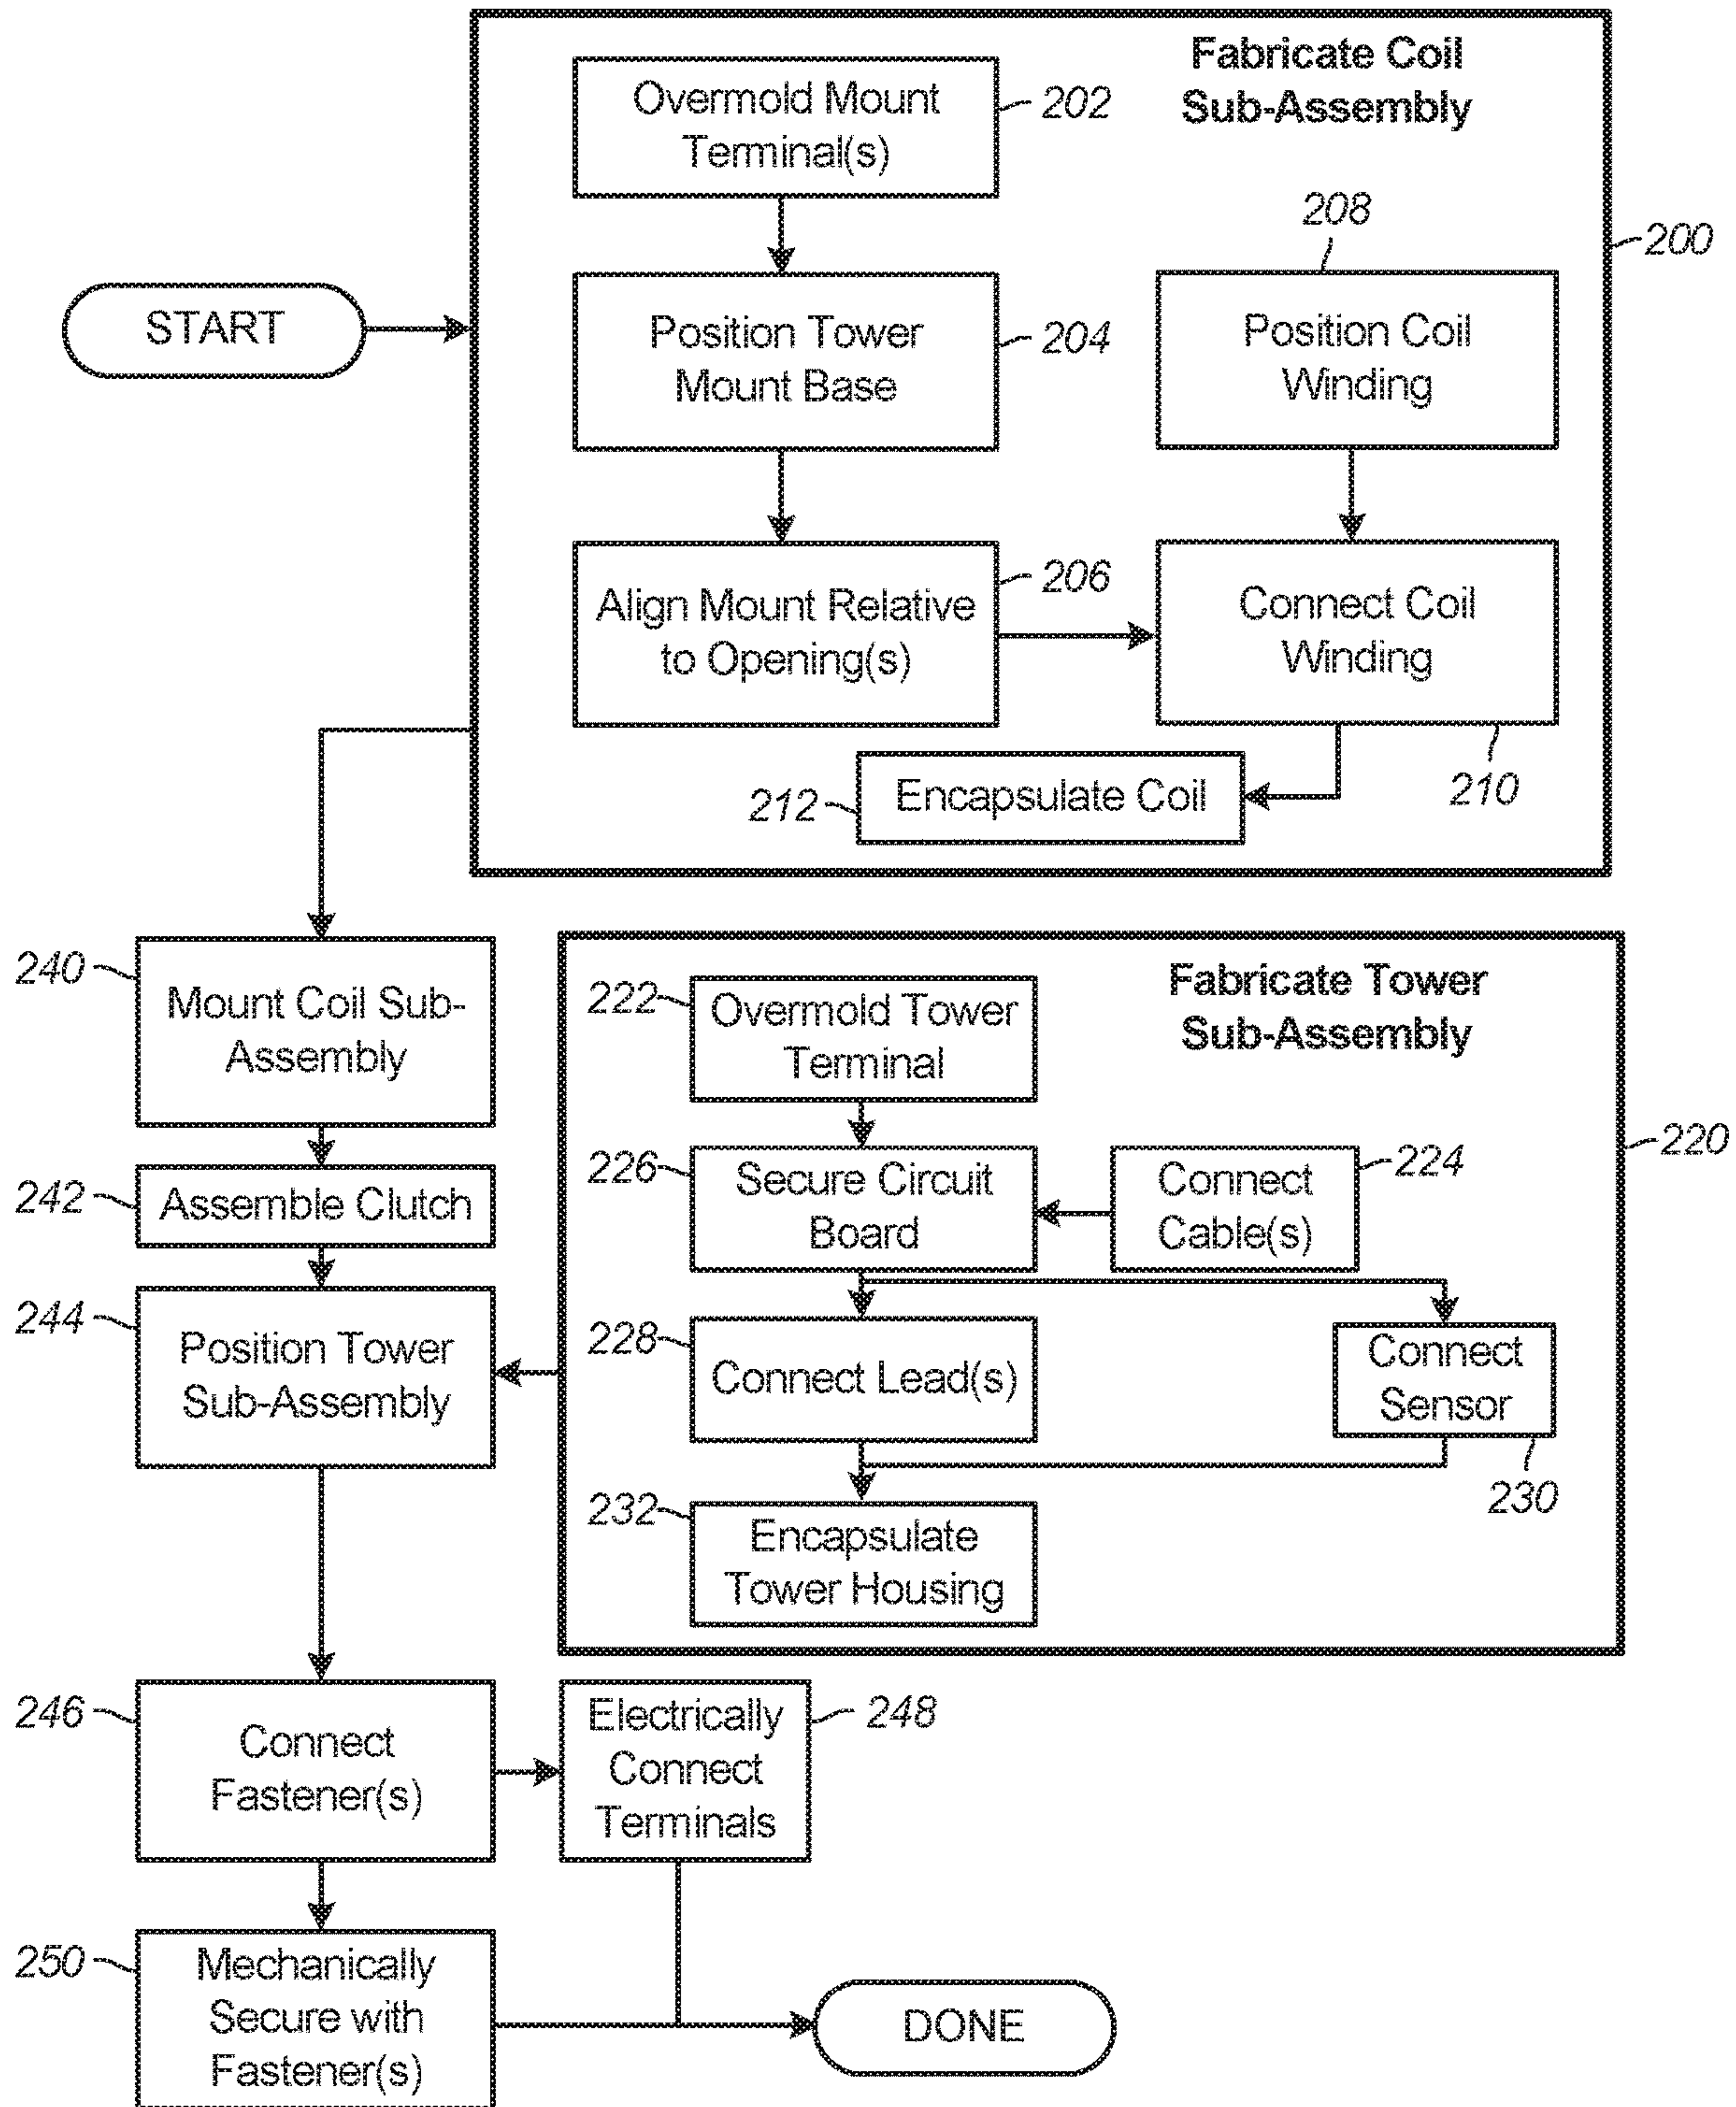 Fabricate Coil
Sub-Assembly
Overmold Mount
Terminal(s)
202
208
200
START
Position Tower
Mount Base
204
Position Coil
Winding
Align Mount Relative
to Opening(s)
206
Connect Coil
Winding
210
212
Encapsulate Coil
240
Mount Coil Sub-
Assembly
Fabricate Tower
Sub-Assembly
222
Overmold Tower
Terminal
220
226
Secure Circuit
Board
Connect
Cable(s)
224
242
Assemble Clutch
244
Position Tower
Sub-Assembly
228
Connect Lead(s)
Connect
Sensor
230
232
Encapsulate
Tower Housing
246
Connect
Fastener(s)
Electrically
Connect
Terminals
248
250
Mechanically
Secure with
Fastener(s)
DONE